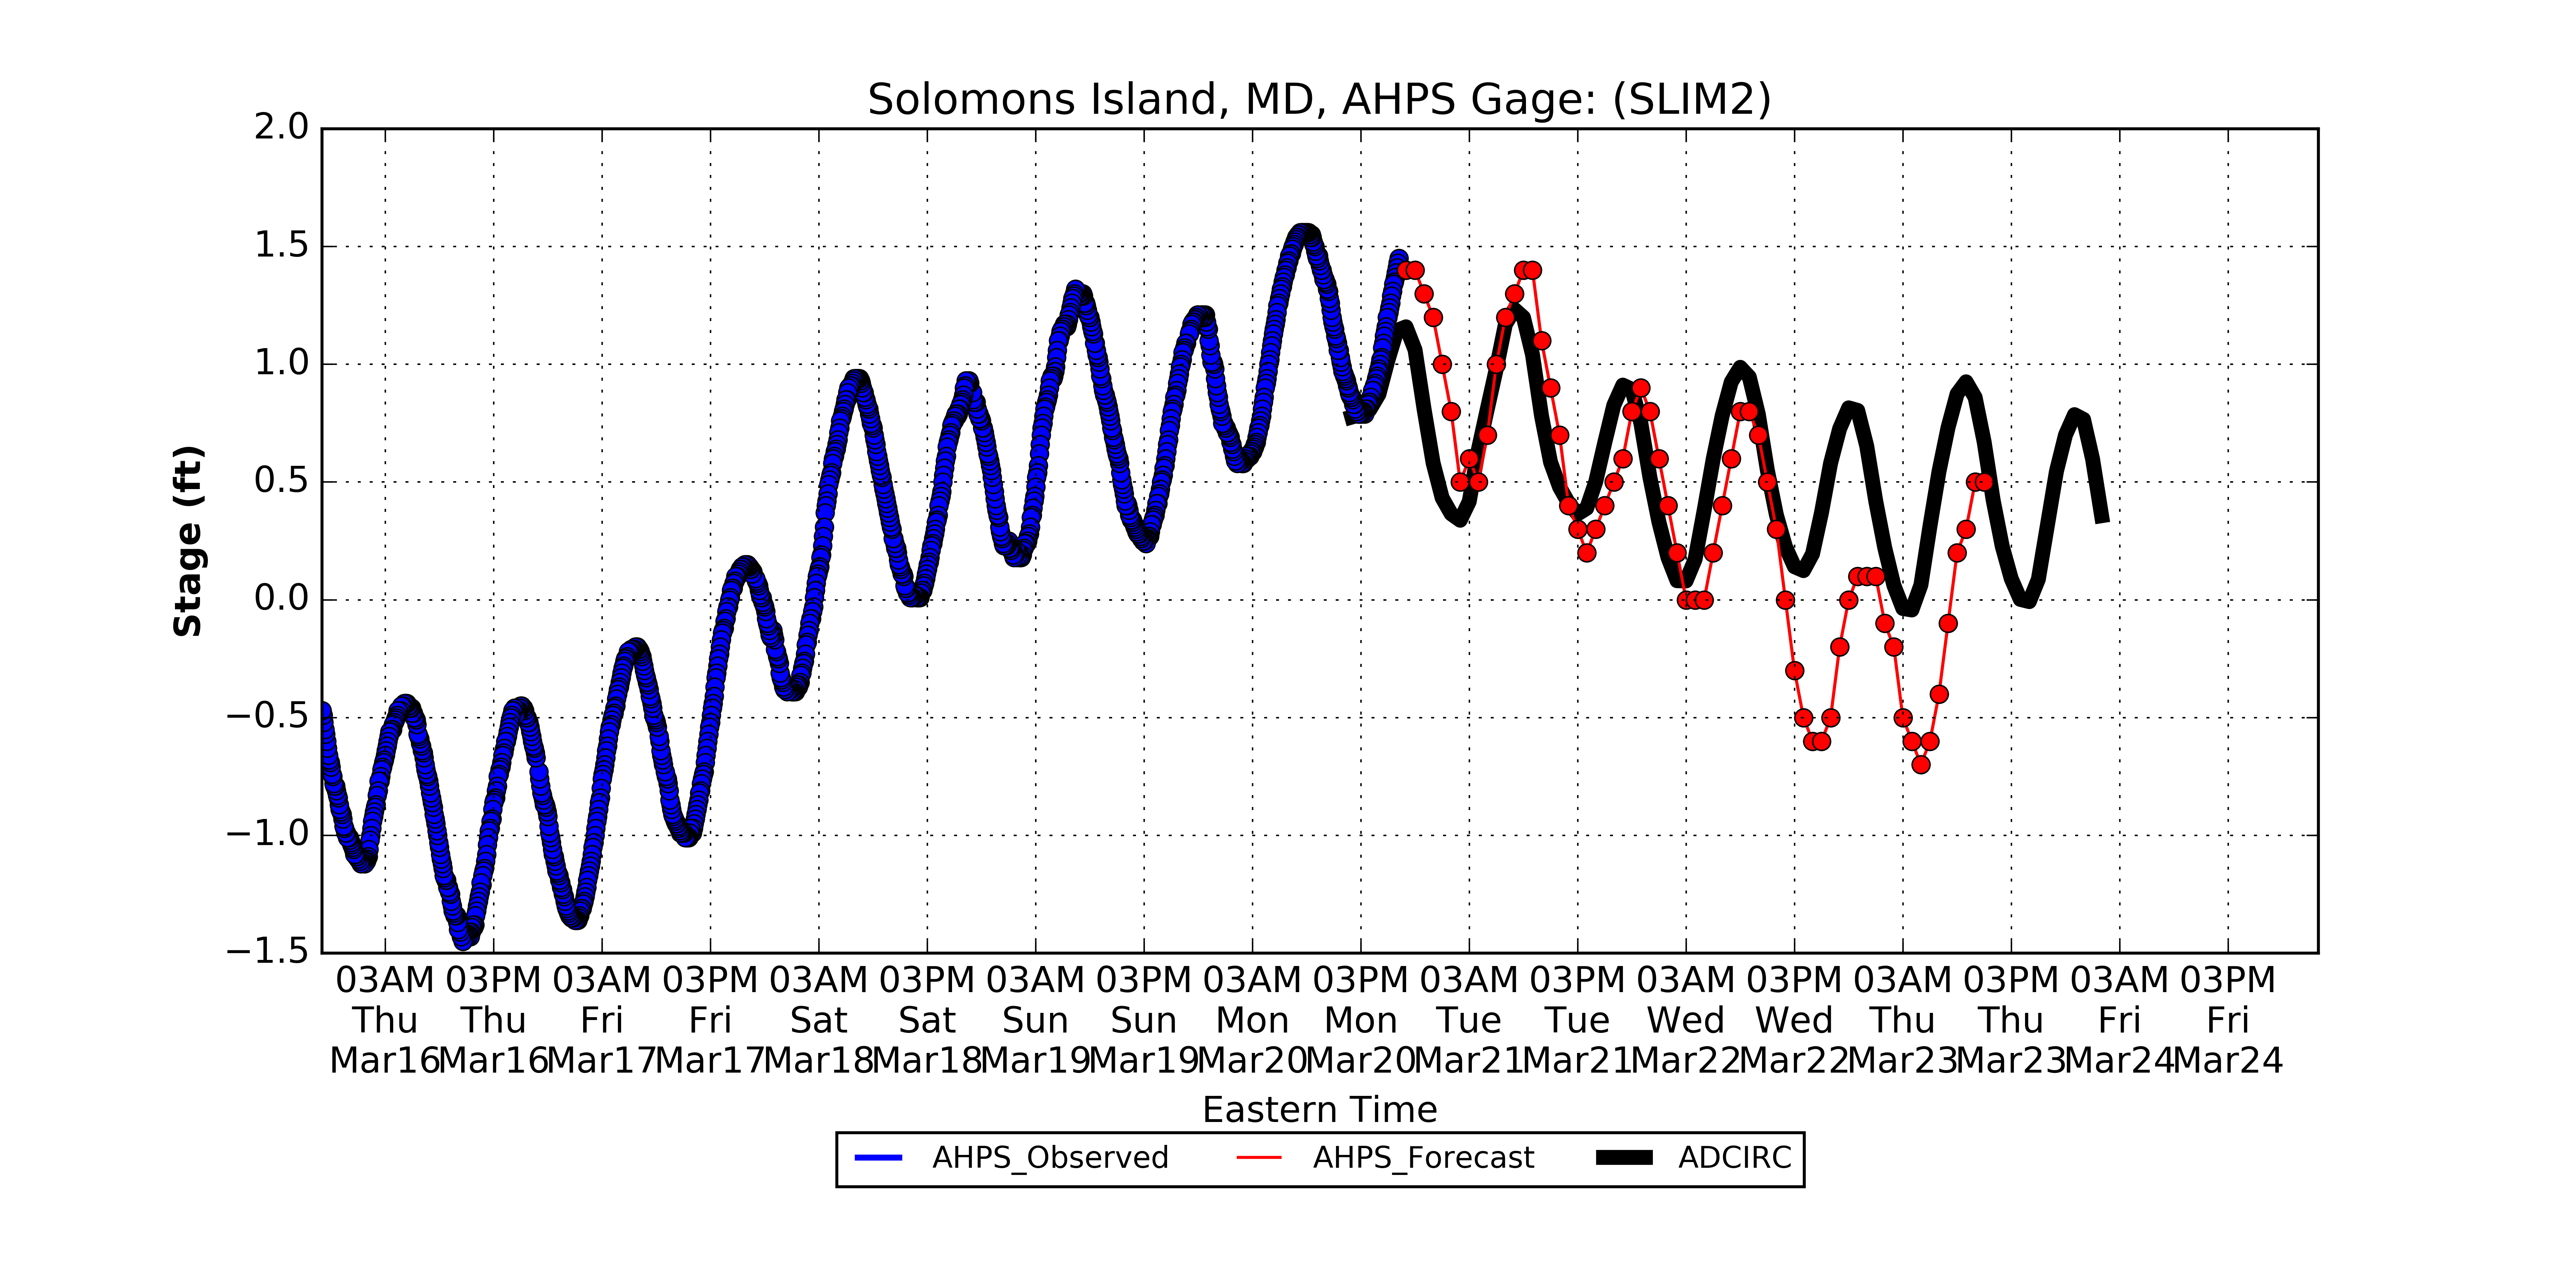 Solomons Island, MD, AHPS Gage: (SLIM2)
2.0
1.5
1.0
0.5
0.0
−0.5
−1.0
−1.5
Stage (ft)
03AM 03PM 03AM 03PM 03AM 03PM 03AM 03PM 03AM 03PM 03AM 03PM 03AM 03PM 03AM 03PM 03AM 03PM
Thu Thu Fri Fri Sat Sat Sun Sun Mon Mon Tue Tue Wed Wed Thu Thu Fri Fri
Mar16 Mar16 Mar17 Mar17 Mar18 Mar18 Mar19 Mar19 Mar20 Mar20 Mar21 Mar21 Mar22 Mar22 Mar23 Mar23 Mar24 Mar24
Eastern Time
AHPS_Observed AHPS_Forecast ADCIRC